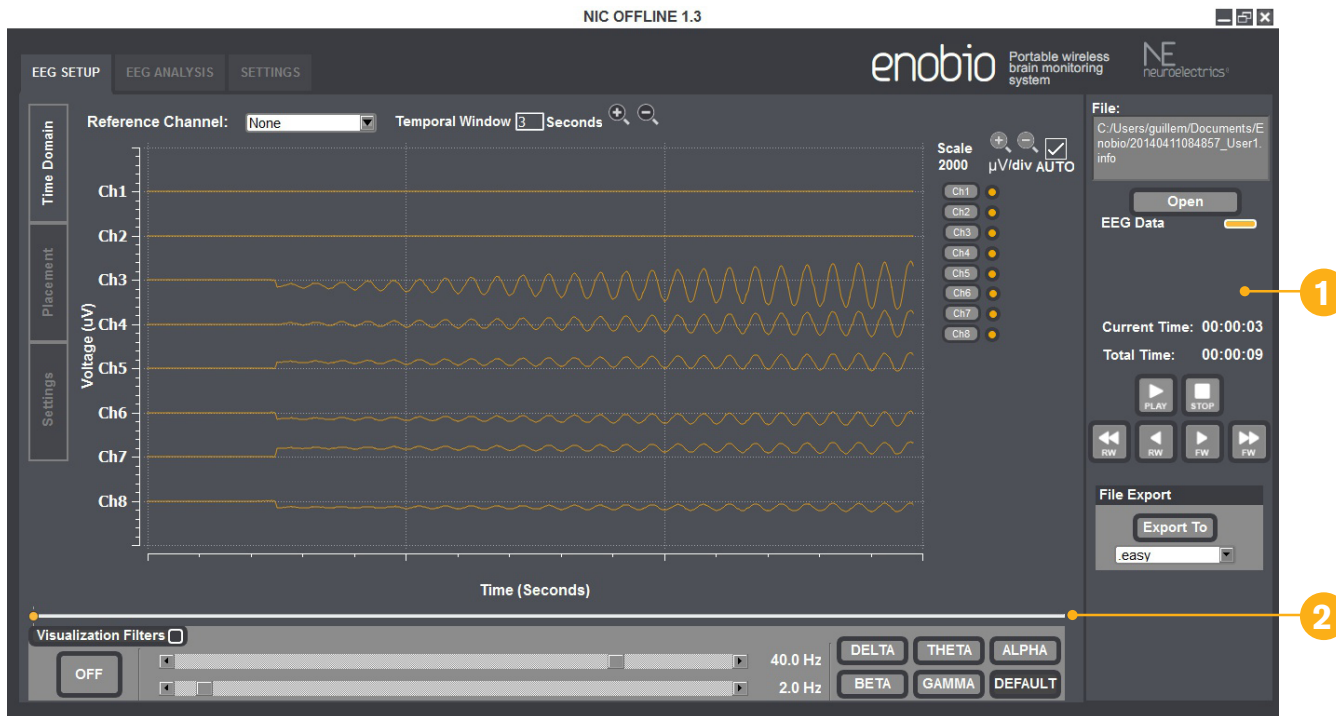 NIC OFFLINE 1.3
EEG SETUP
EEG ANALYSIS
SETTINGS
enobio
Portable wireless
brain monitoring
system
NE
neuroelectrics®
Time Domain
Placement
Settings
Reference Channel: None
Temporal Window 3 Seconds
Scale
2000 µV/div AUTO
Voltage (uV)
Ch1
Ch2
Ch3
Ch4
Ch5
Ch6
Ch7
Ch8
Time (Seconds)
Ch1
Ch2
Ch3
Ch4
Ch5
Ch6
Ch7
Ch8
File:
C:/Users/guillem/Documents/E
nobio/20140411084857_User1.
info
Open
EEG Data
1
Current Time: 00:00:03
Total Time: 00:00:09
PLAY
STOP
RW
RW
FW
FW
File Export
Export To
.easy
2
Visualization Filters
OFF
40.0 Hz
2.0 Hz
DELTA
THETA
ALPHA
BETA
GAMMA
DEFAULT